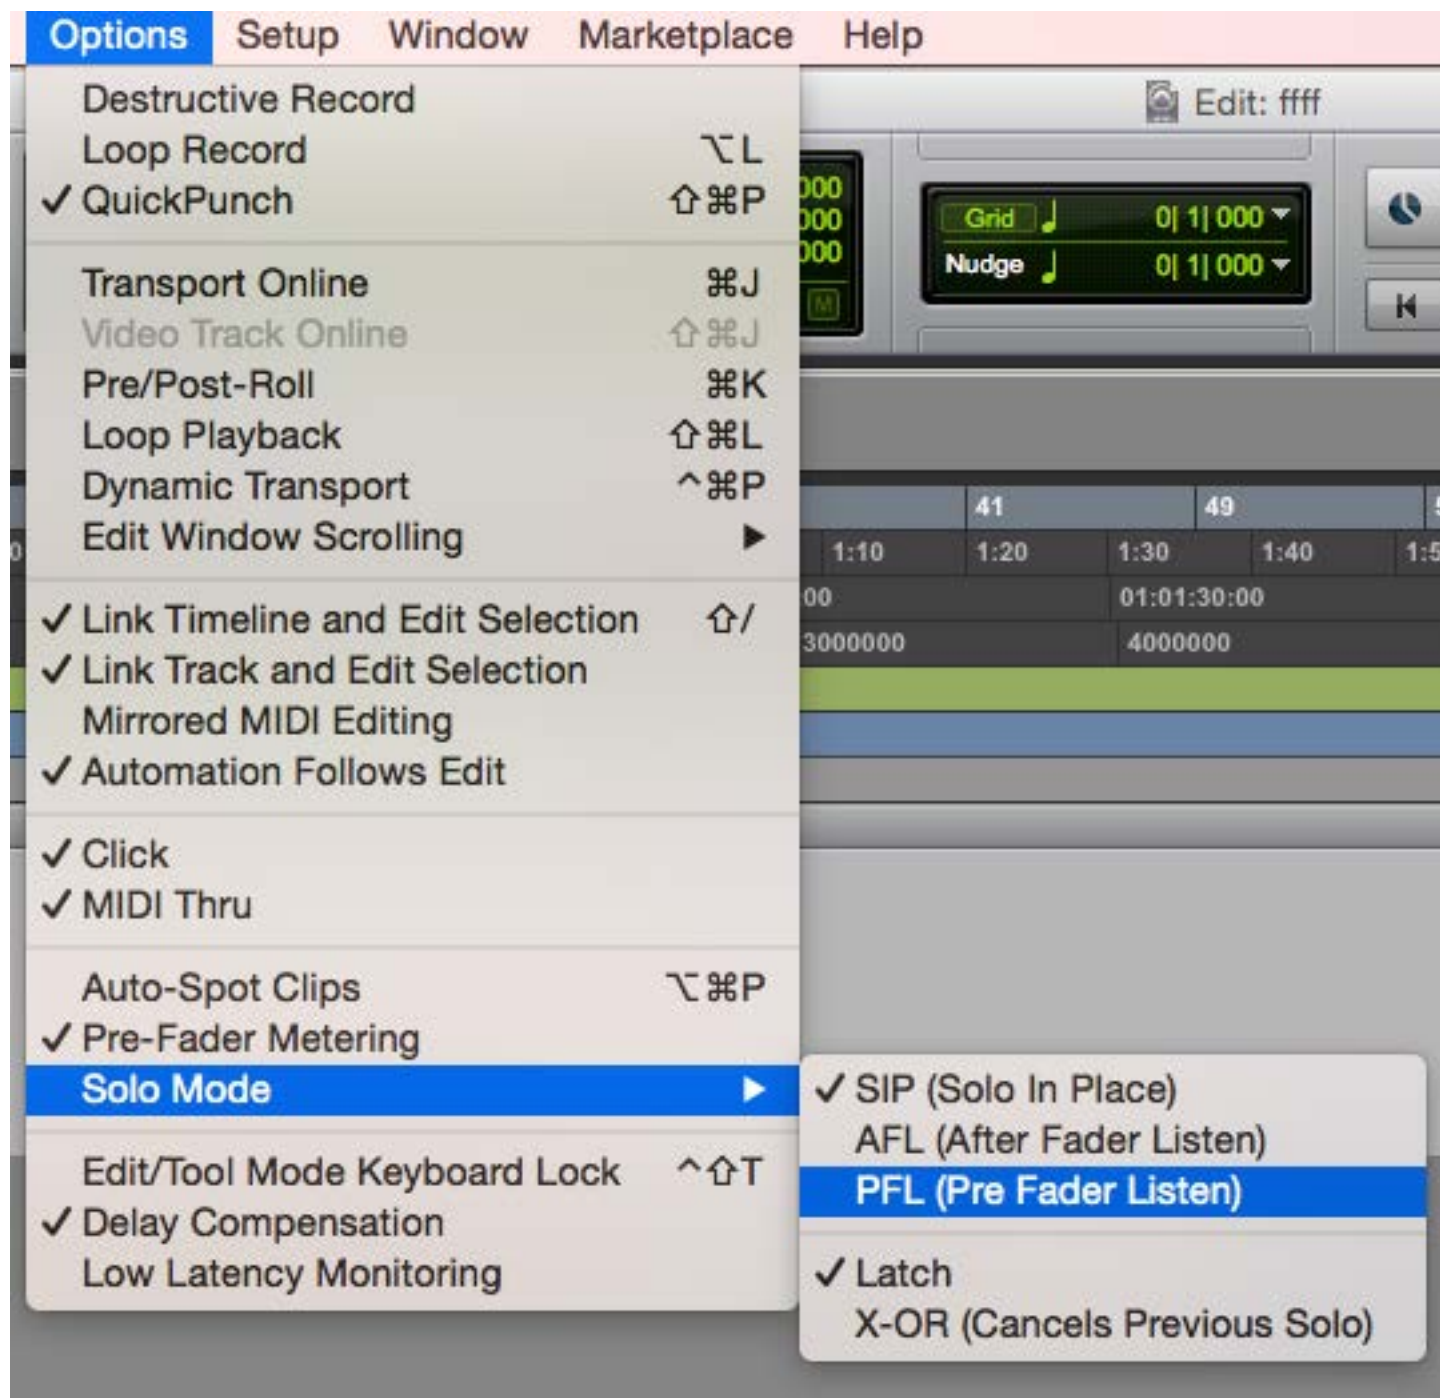 Options Setup Window Marketplace Help
Destructive Record
Loop Record ⌥L
✓ QuickPunch ⇧⌘P
Transport Online ⌘J
Video Track Online ⇧⌘J
Pre/Post-Roll ⌘K
Loop Playback ⇧⌘L
Dynamic Transport ^⌘P
Edit Window Scrolling ▶
✓ Link Timeline and Edit Selection ⇧/
✓ Link Track and Edit Selection
Mirrored MIDI Editing
✓ Automation Follows Edit
✓ Click
✓ MIDI Thru
Auto-Spot Clips ⌥⌘P
✓ Pre-Fader Metering
Solo Mode ▶
Edit/Tool Mode Keyboard Lock ^⇧T
✓ Delay Compensation
Low Latency Monitoring
✓ SIP (Solo In Place)
AFL (After Fader Listen)
PFL (Pre Fader Listen)
✓ Latch
X-OR (Cancels Previous Solo)
Edit: ffff
000
000
000
M
Grid 0| 1| 000
Nudge 0| 1| 000
41 49
1:10 1:20 1:30 1:40
:00 01:01:30:00
3000000 4000000